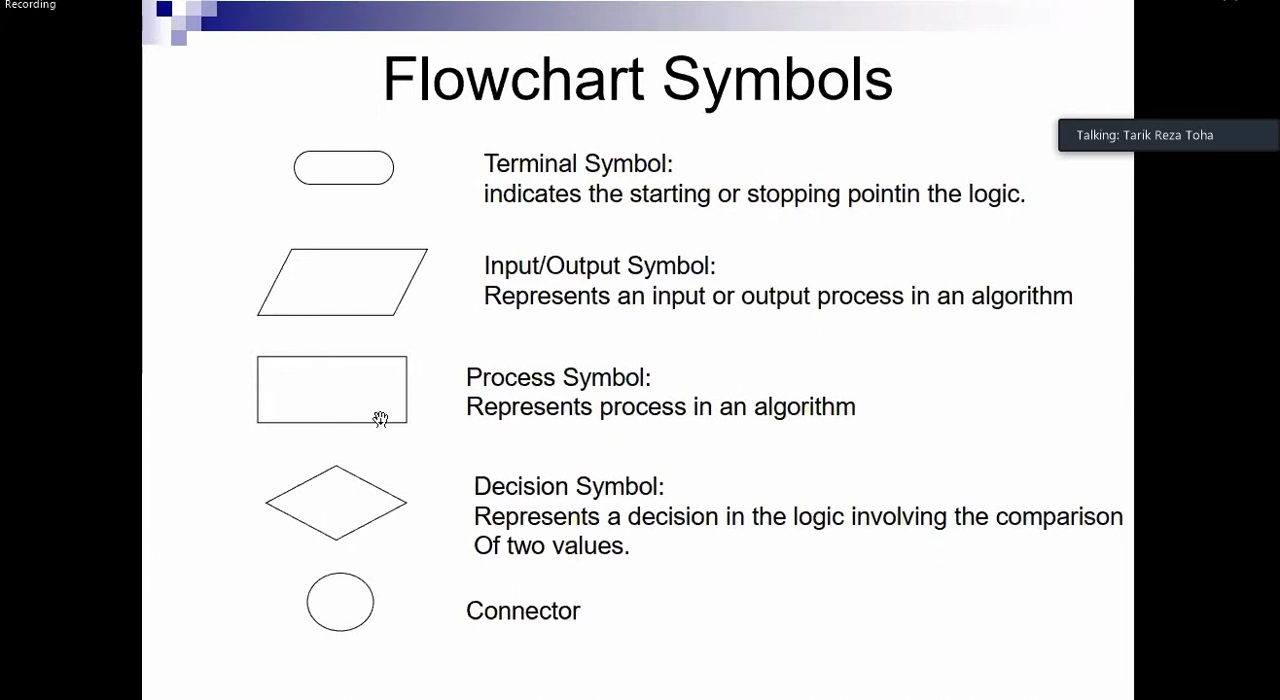 Recording
Flowchart Symbols
Talking: Tarik Reza Toha
Terminal Symbol:
indicates the starting or stopping pointin the logic.
Input/Output Symbol:
Represents an input or output process in an algorithm
Process Symbol:
Represents process in an algorithm
Decision Symbol:
Represents a decision in the logic involving the comparison
Of two values.
Connector